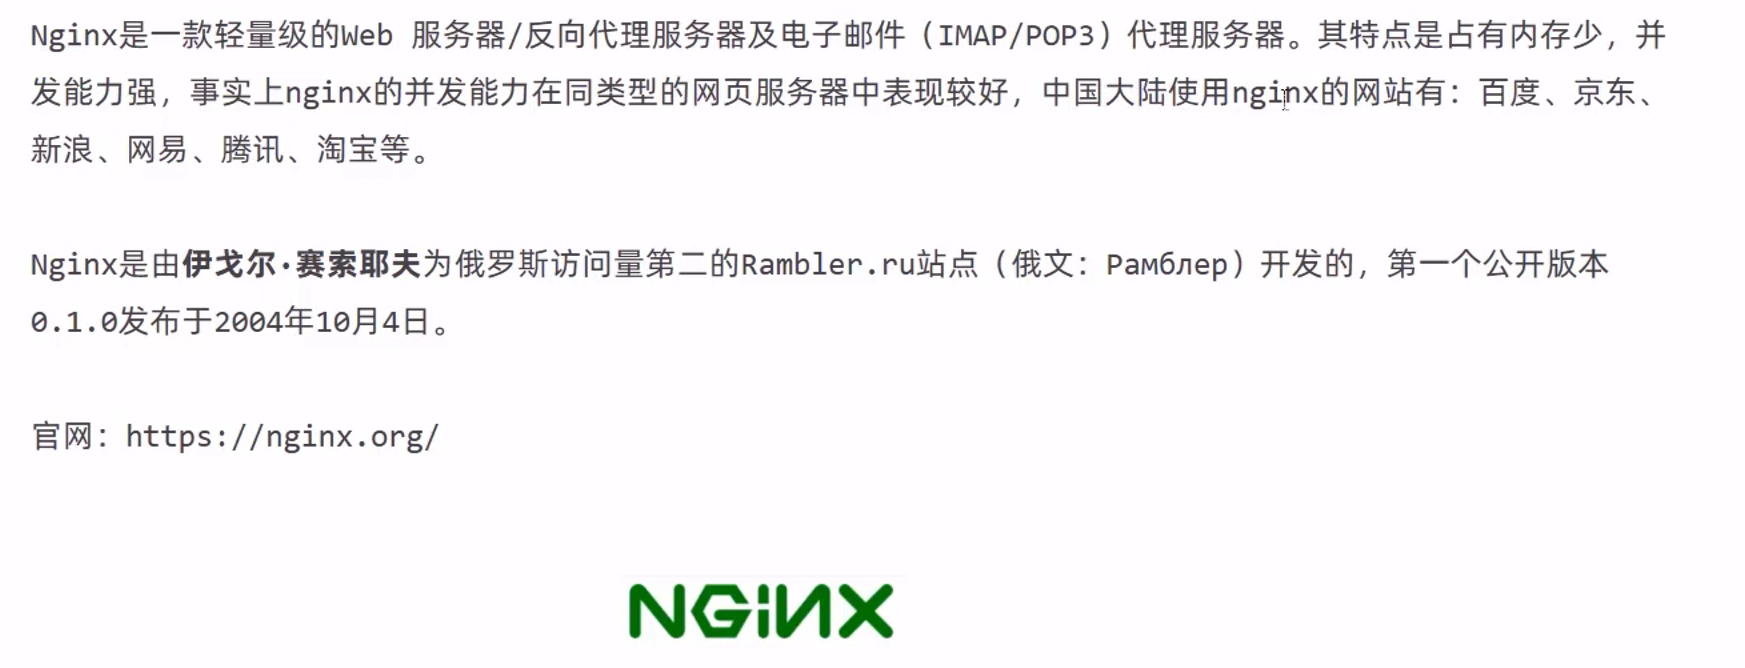 Nginx是一款轻量级的Web 服务器/反向代理服务器及电子邮件（IMAP/POP3）代理服务器。其特点是占有内存少，并
发能力强，事实上nginx的并发能力在同类型的网页服务器中表现较好，中国大陆使用nginx的网站有：百度、京东、
新浪、网易、腾讯、淘宝等。
Nginx是由伊戈尔·赛索耶夫为俄罗斯访问量第二的Rambler.ru站点（俄文：Рамблер）开发的，第一个公开版本
0.1.0发布于2004年10月4日。
官网：https://nginx.org/
NGiNX